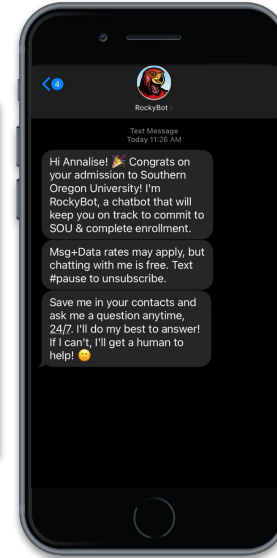 4
RockyBot
Text Message
Today 11:26 AM
Hi Annalise! 🎉 Congrats on
your admission to Southern
Oregon University! I'm
RockyBot, a chatbot that will
keep you on track to commit to
SOU & complete enrollment.
Msg+Data rates may apply, but
chatting with me is free. Text
#pause to unsubscribe.
Save me in your contacts and
ask me a question anytime,
24/7. I'll do my best to answer!
If I can't, I'll get a human to
help! 🙂